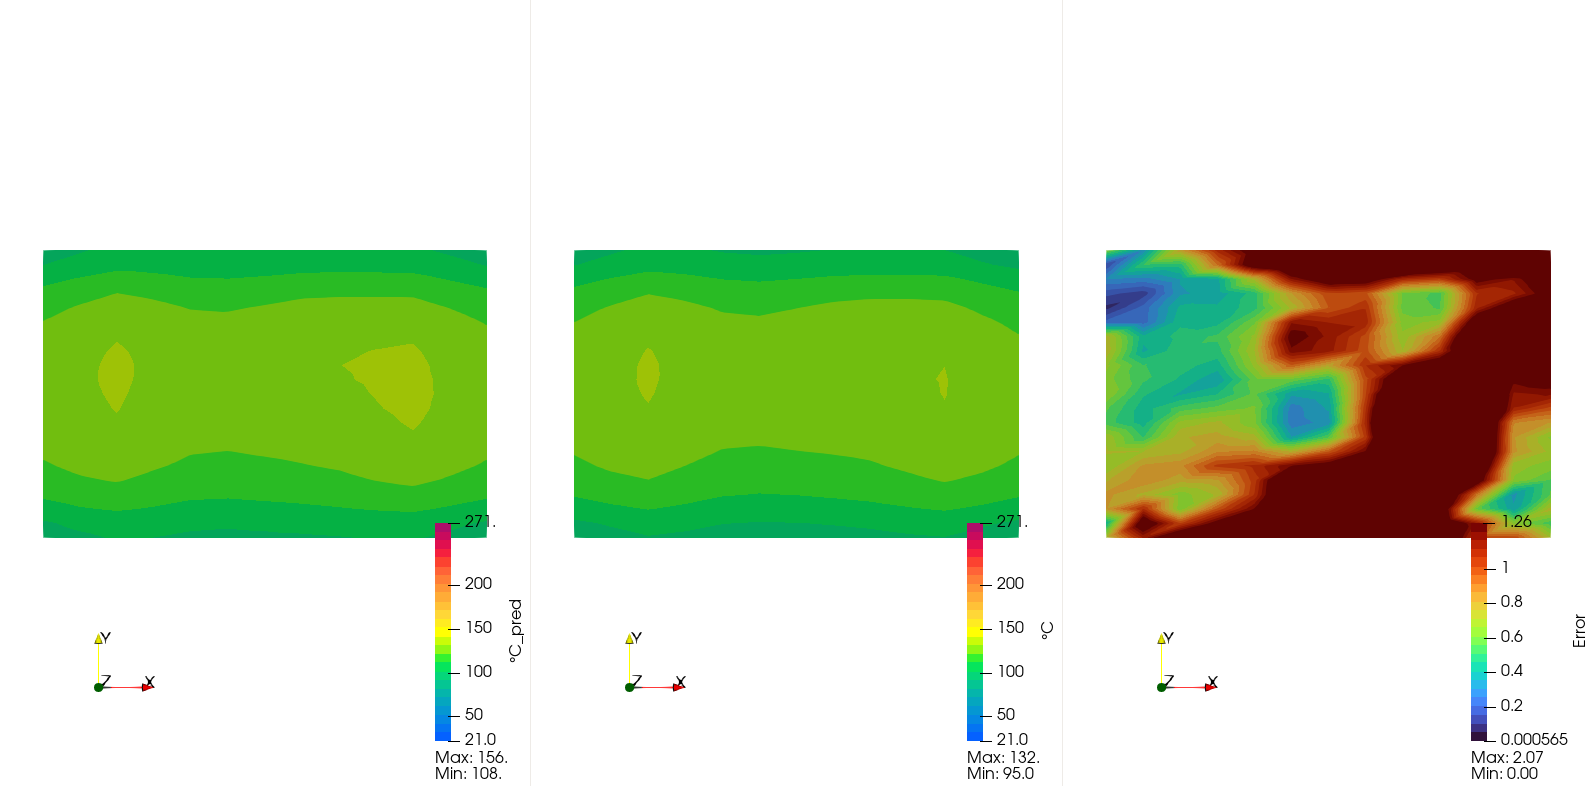 271.
200
150
100
50
21.0
°C_pred
Max: 156.
Min: 108.
Y
Z
X
271.
200
150
100
50
21.0
°C
Max: 132.
Min: 95.0
Y
Z
X
1.26
1
0.8
0.6
0.4
0.2
0.000565
Error
Max: 2.07
Min: 0.00
Y
Z
X